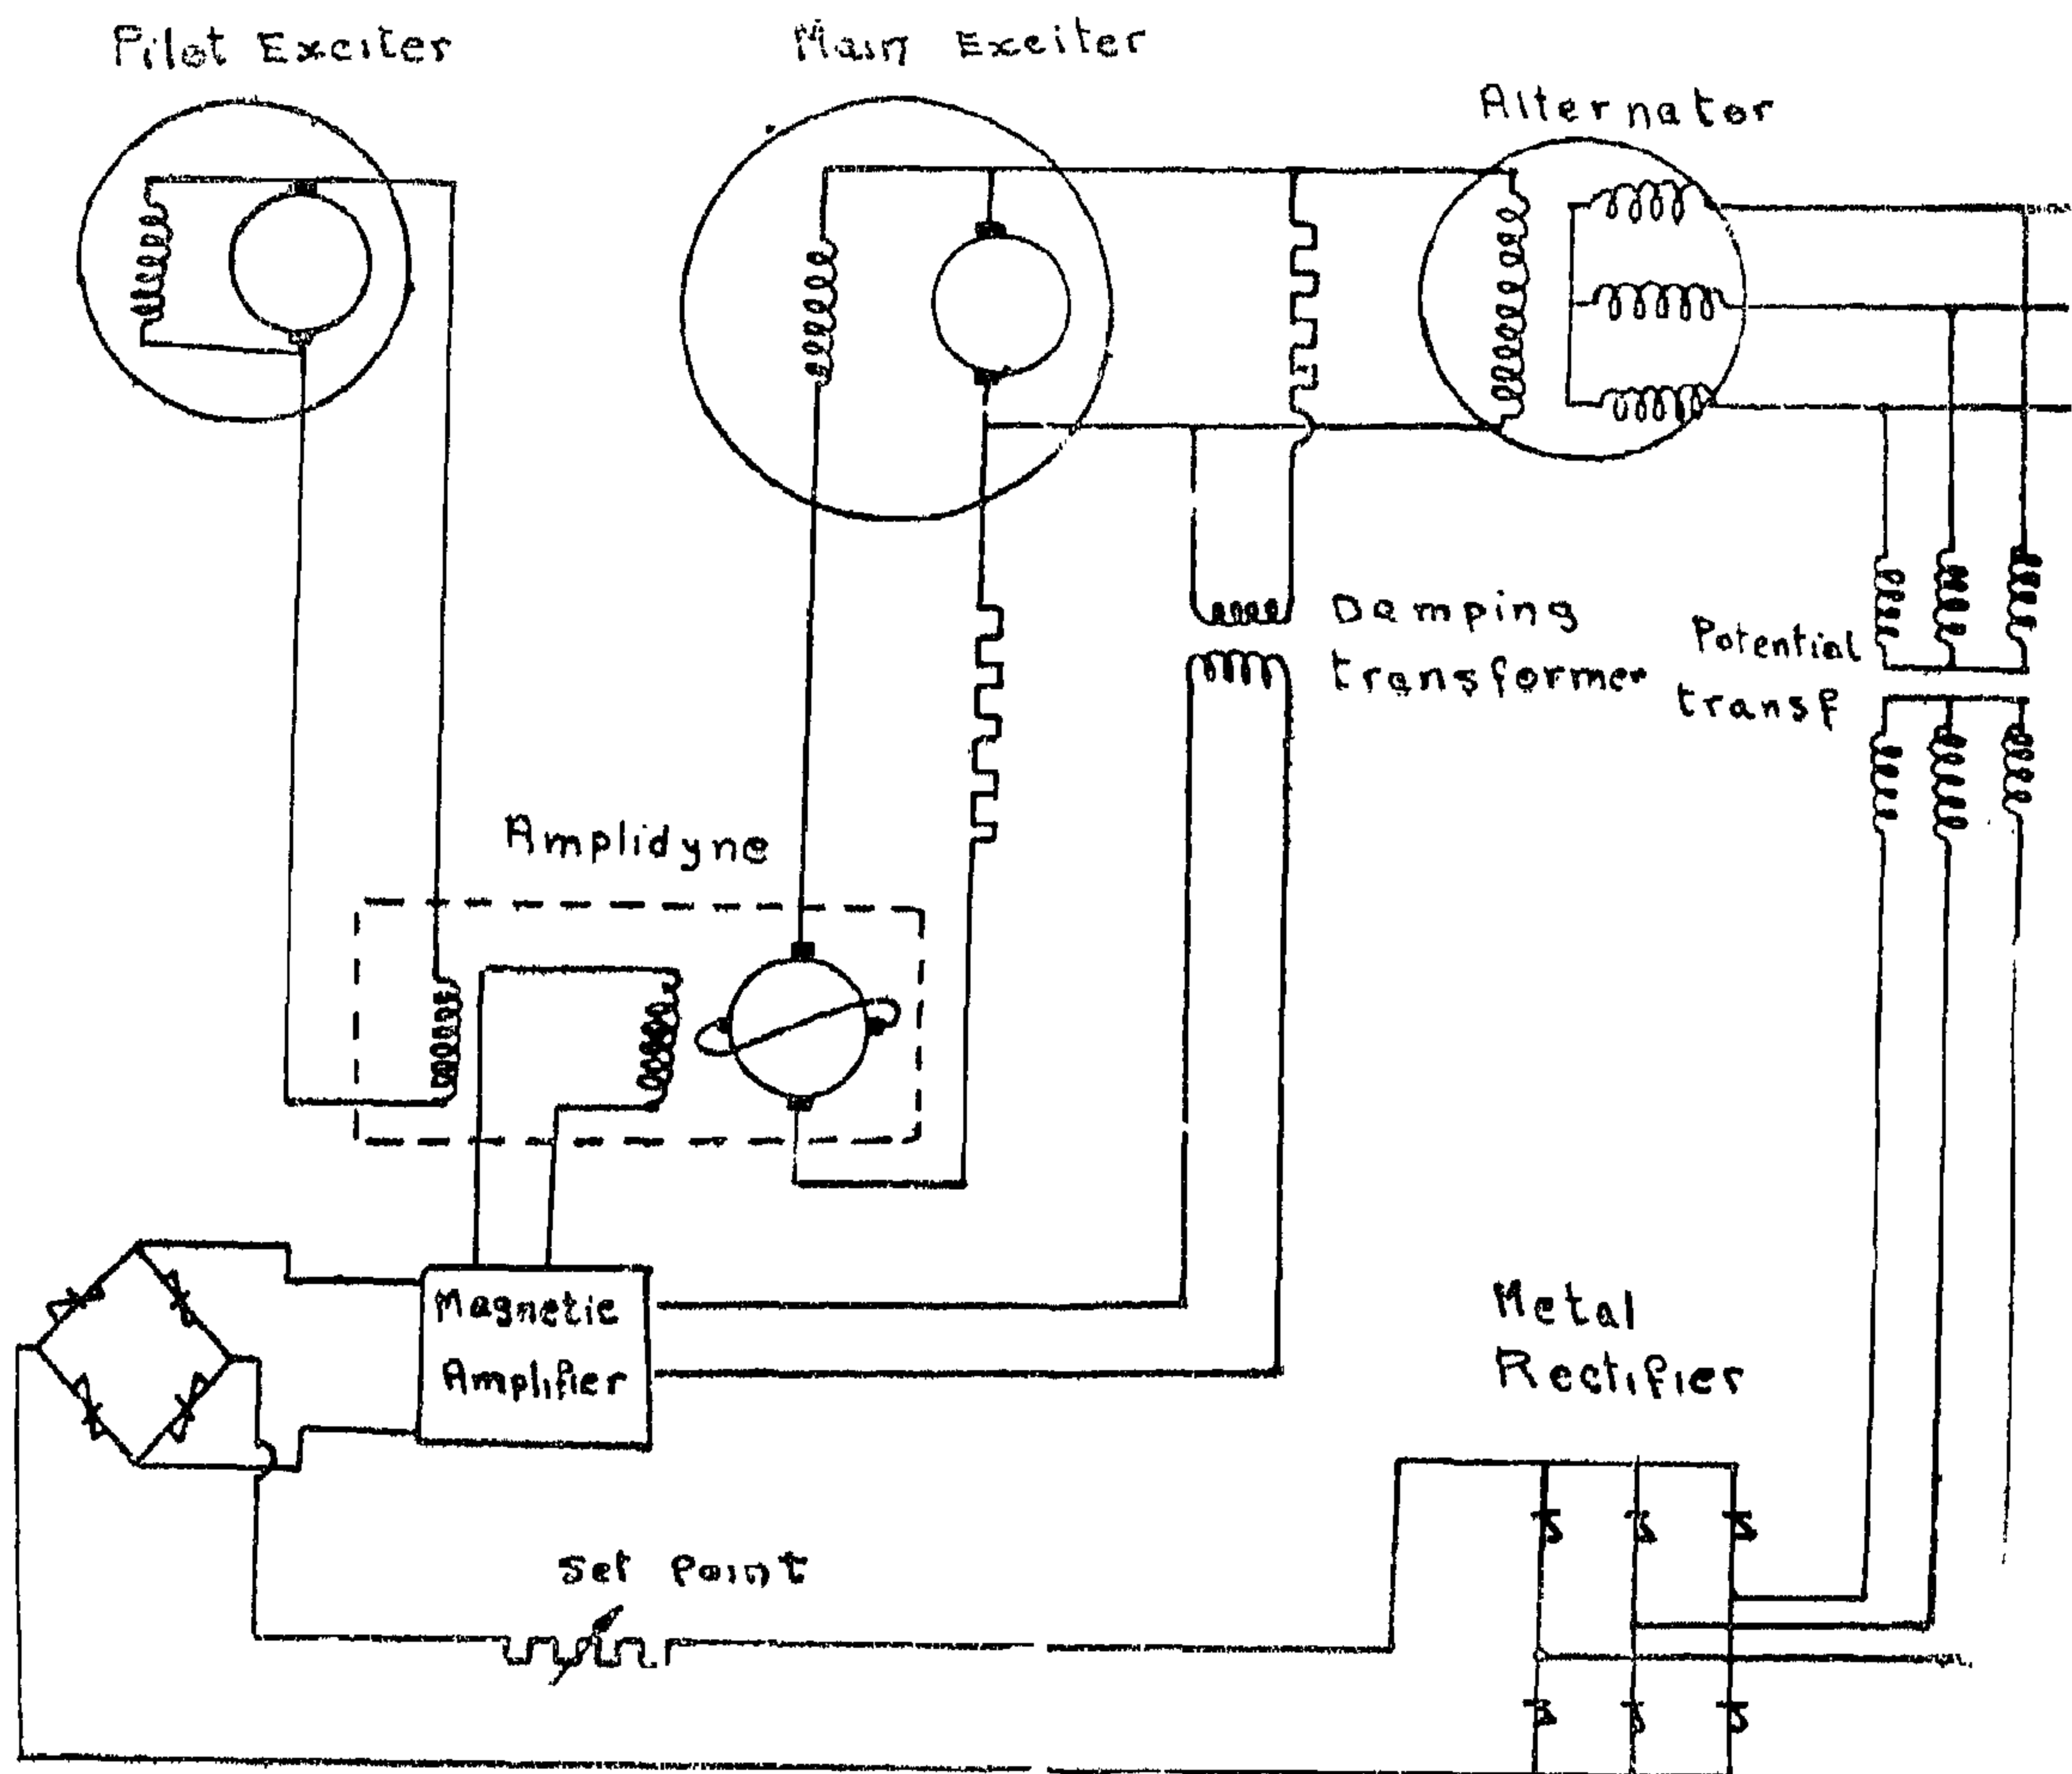 Pilot Exciter
Main Exciter
Alternator
Damping
transformer
Potential
transf
Amplidyne
Magnetic
Amplifier
Metal
Rectifier
Set Point